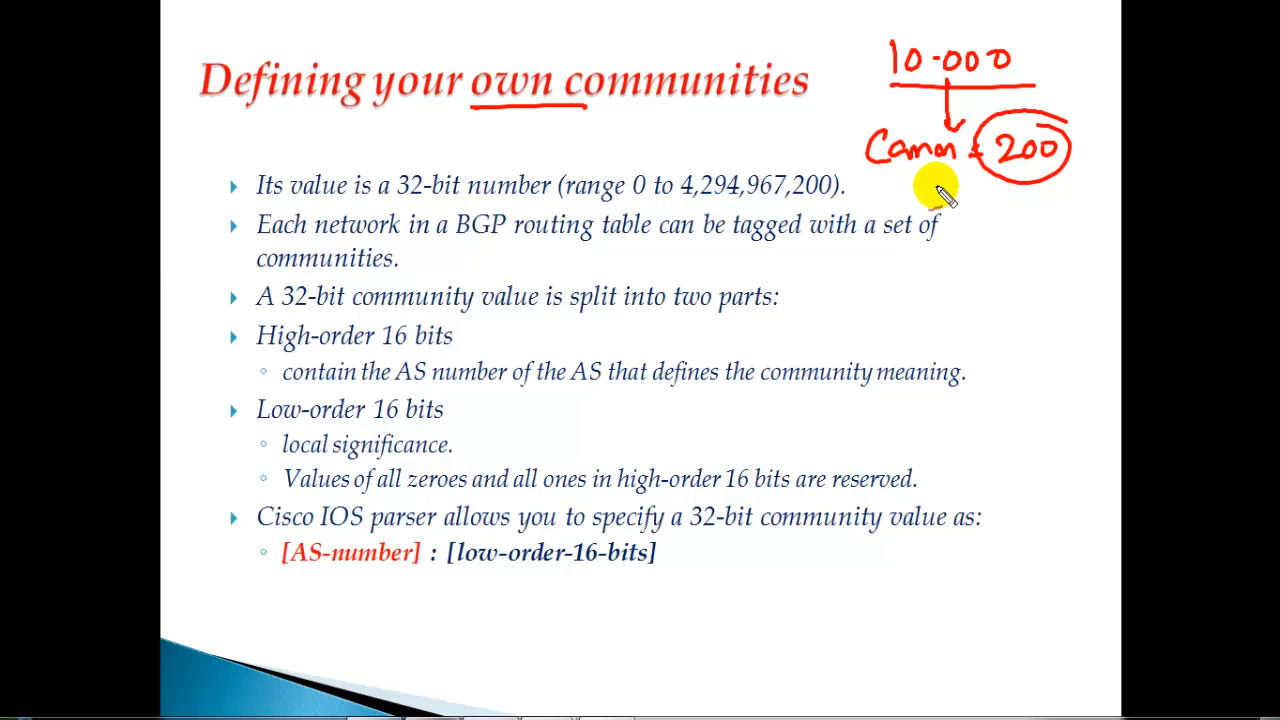 Defining your own communities
10.000
Comm = 200
Its value is a 32-bit number (range 0 to 4,294,967,200).
Each network in a BGP routing table can be tagged with a set of
communities.
A 32-bit community value is split into two parts:
High-order 16 bits
contain the AS number of the AS that defines the community meaning.
Low-order 16 bits
local significance.
Values of all zeroes and all ones in high-order 16 bits are reserved.
Cisco IOS parser allows you to specify a 32-bit community value as:
[AS-number] : [low-order-16-bits]